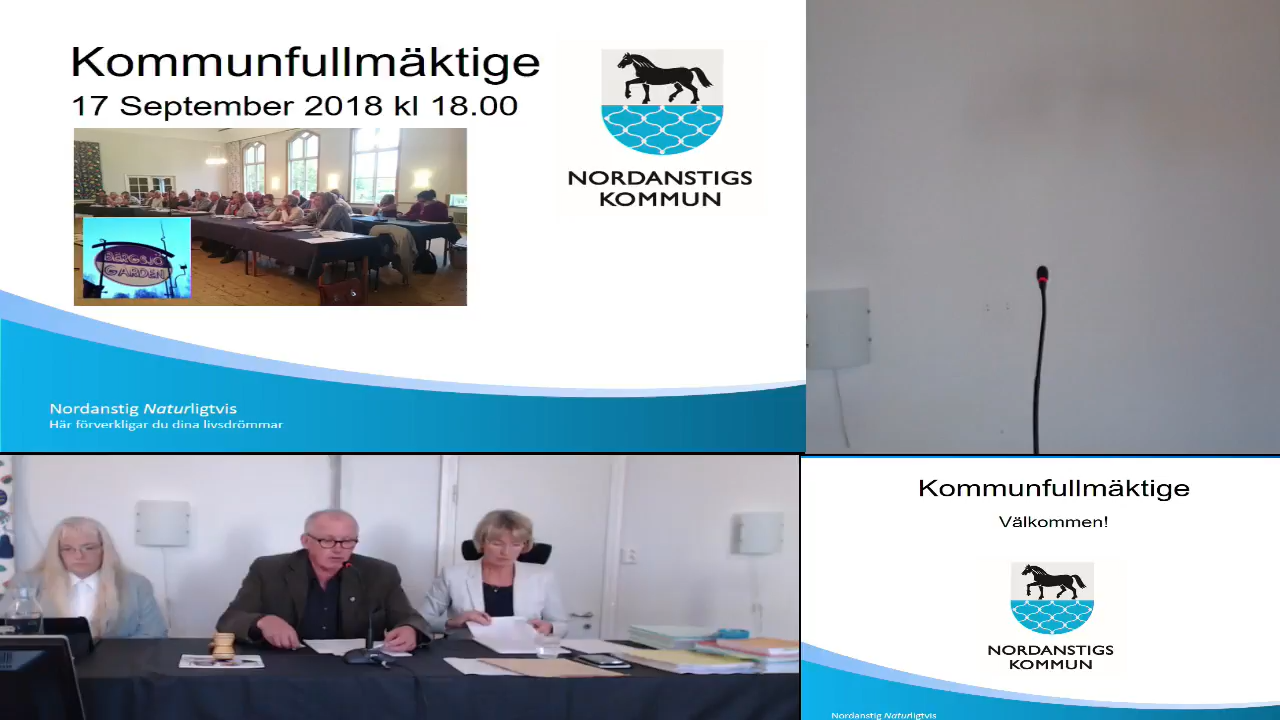 Kommunfullmäktige
17 September 2018 kl 18.00
NORDANSTIGS
KOMMUN
BERGSJÖ
GÅRDEN
Nordanstig Naturligtvis
Här förverkligar du dina livsdrömmar
Kommunfullmäktige
Välkommen!
NORDANSTIGS
KOMMUN
Nordanstig Naturligtvis